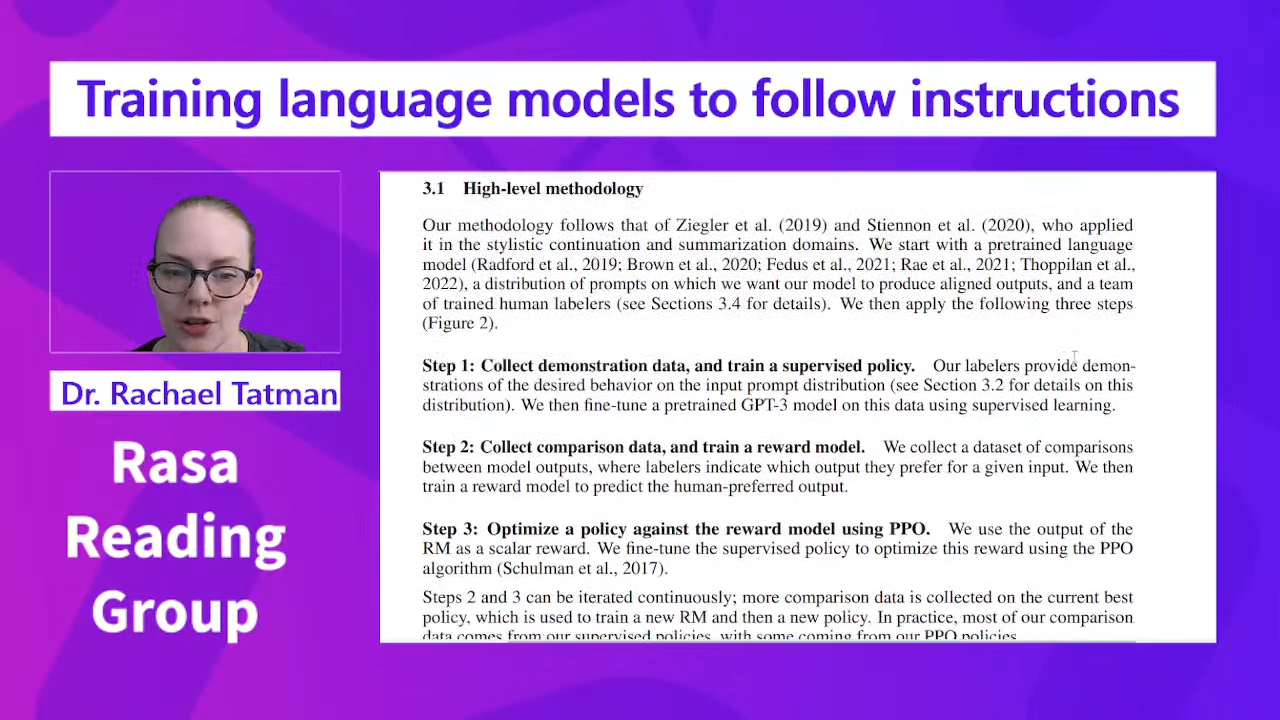 Training language models to follow instructions
Dr. Rachael Tatman
Rasa
Reading
Group
3.1 High-level methodology
Our methodology follows that of Ziegler et al. (2019) and Stiennon et al. (2020), who applied
it in the stylistic continuation and summarization domains. We start with a pretrained language
model (Radford et al., 2019; Brown et al., 2020; Fedus et al., 2021; Rae et al., 2021; Thoppilan et al.,
2022), a distribution of prompts on which we want our model to produce aligned outputs, and a team
of trained human labelers (see Sections 3.4 for details). We then apply the following three steps
(Figure 2).
Step 1: Collect demonstration data, and train a supervised policy. Our labelers provide demon-
strations of the desired behavior on the input prompt distribution (see Section 3.2 for details on this
distribution). We then fine-tune a pretrained GPT-3 model on this data using supervised learning.
Step 2: Collect comparison data, and train a reward model. We collect a dataset of comparisons
between model outputs, where labelers indicate which output they prefer for a given input. We then
train a reward model to predict the human-preferred output.
Step 3: Optimize a policy against the reward model using PPO. We use the output of the
RM as a scalar reward. We fine-tune the supervised policy to optimize this reward using the PPO
algorithm (Schulman et al., 2017).
Steps 2 and 3 can be iterated continuously; more comparison data is collected on the current best
policy, which is used to train a new RM and then a new policy. In practice, most of our comparison
data comes from our supervised policies, with some coming from our PPO policies.